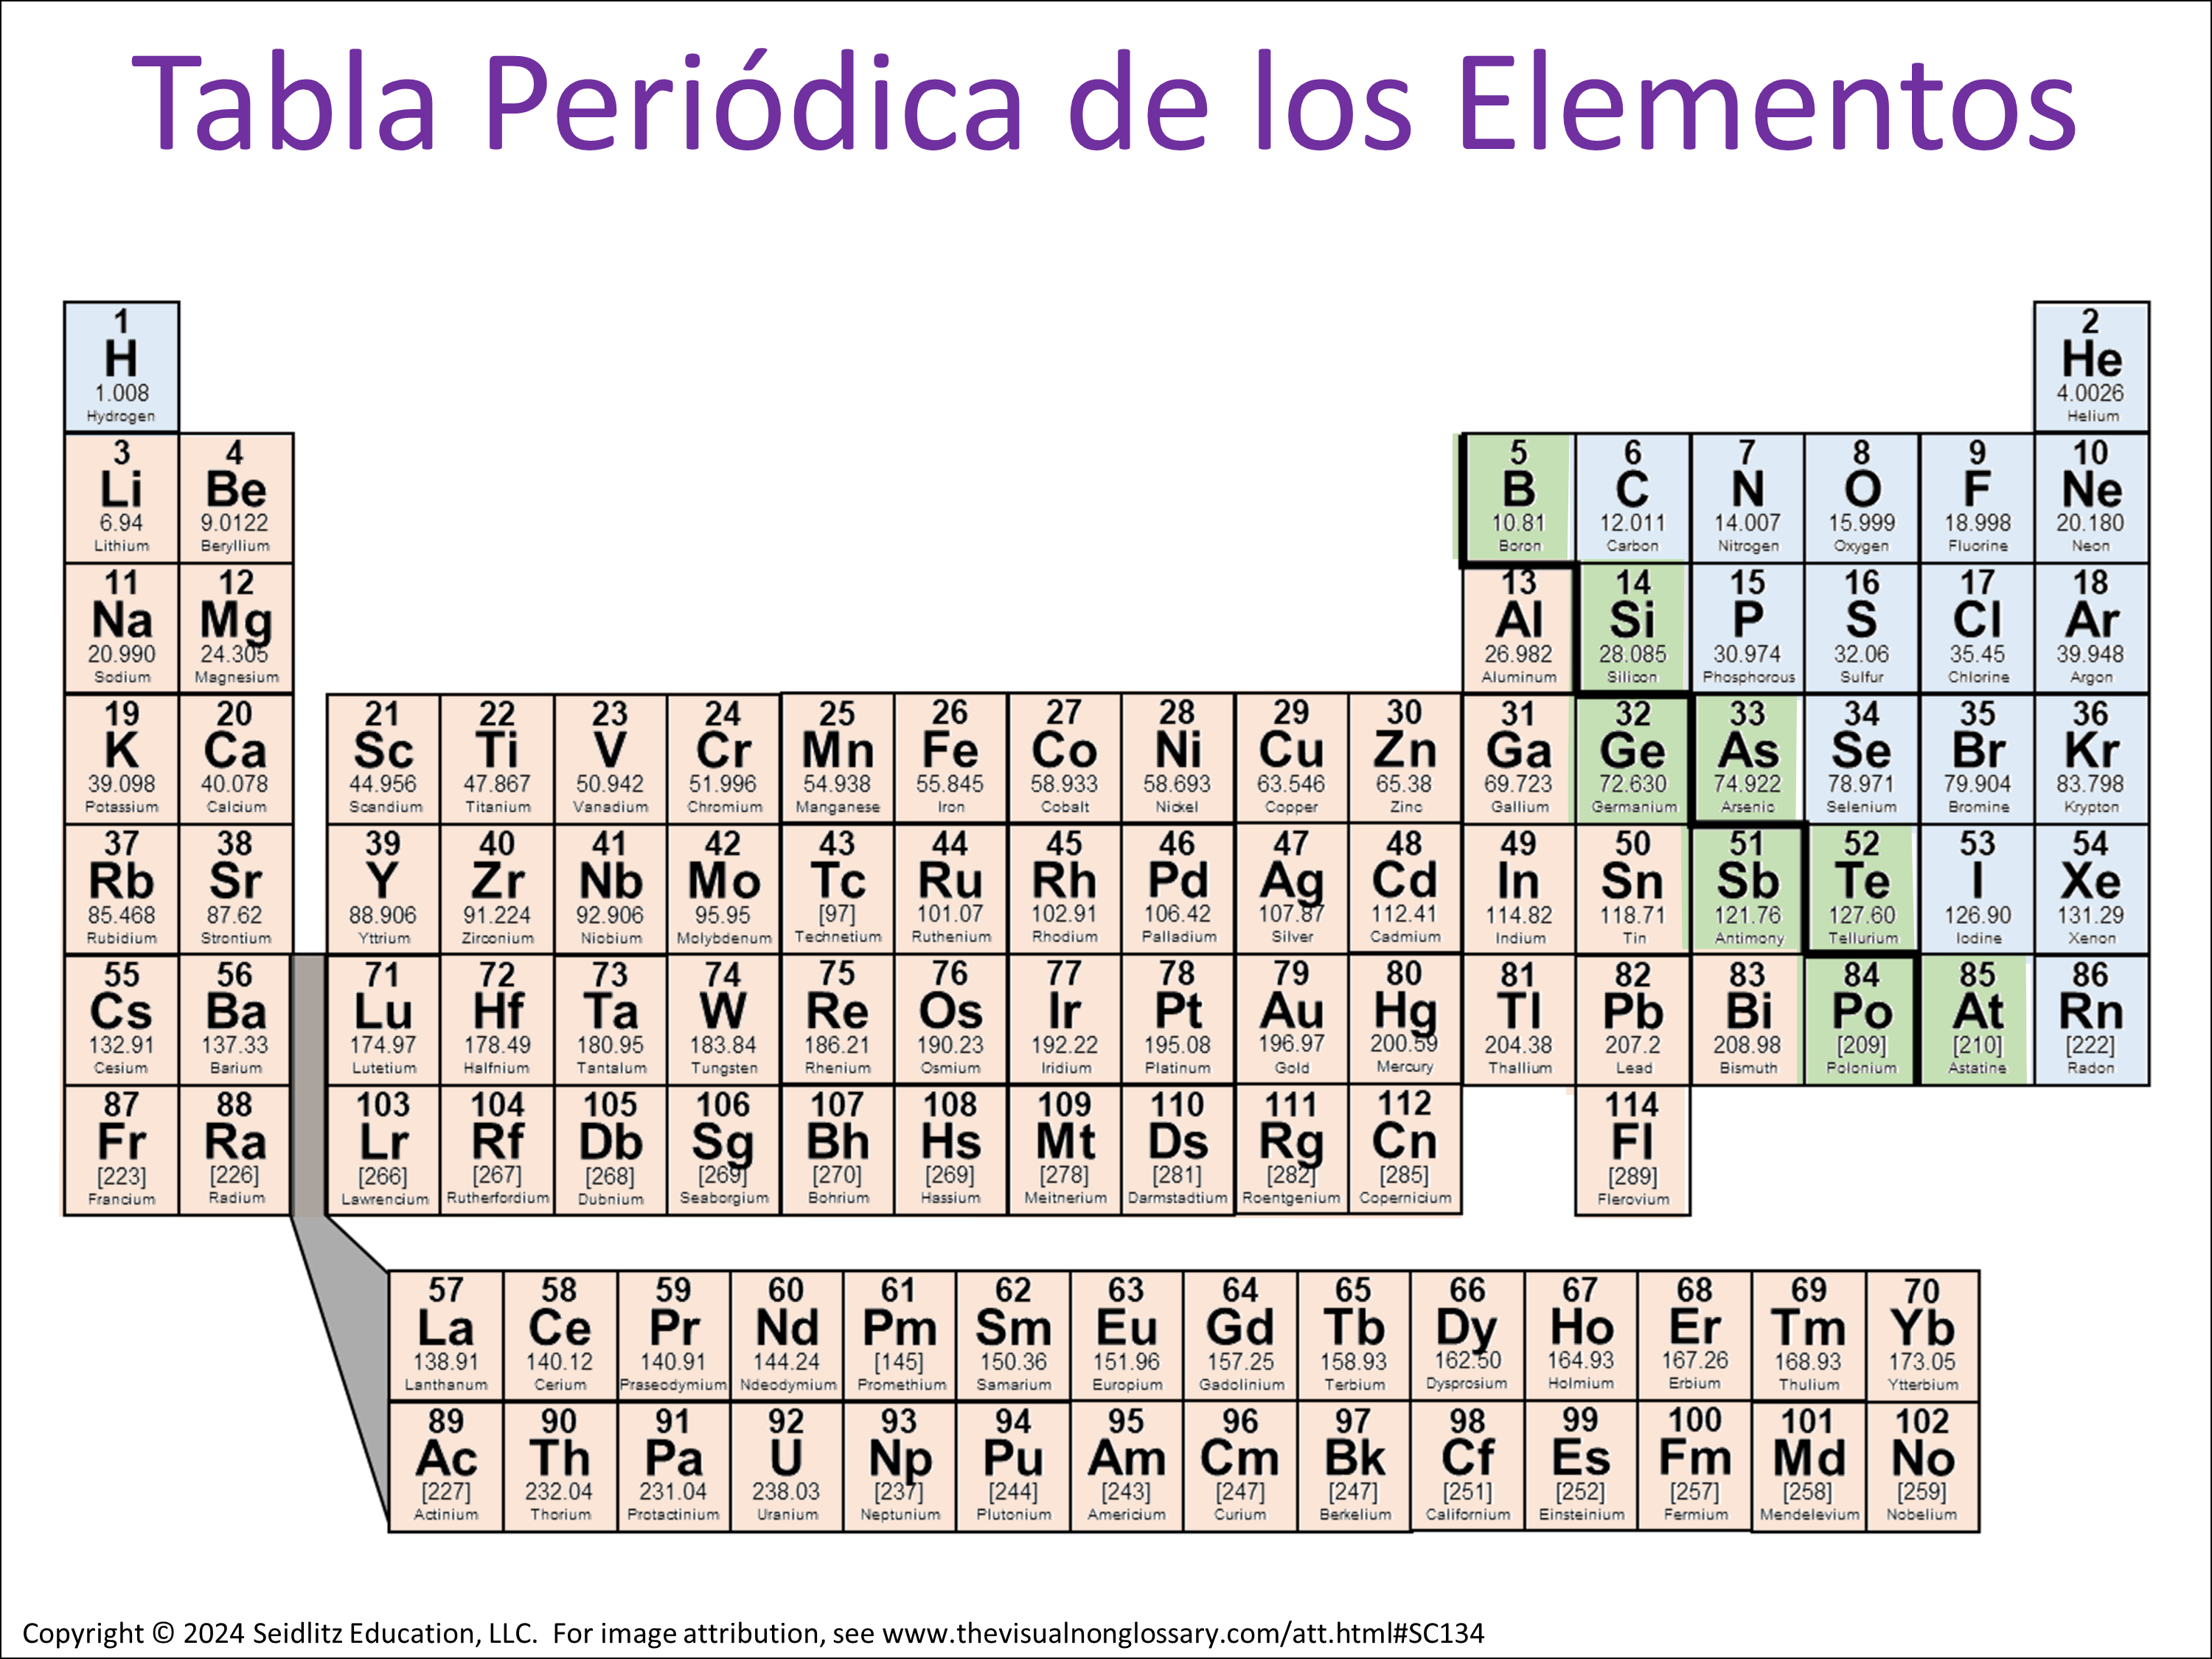 Tabla Periódica de los Elementos
1 2
H He
1.008 4.0026
Hydrogen Helium
3 4 5 6 7 8 9 10
Li Be B C N O F Ne
6.94 9.0122 10.81 12.011 14.007 15.999 18.998 20.180
Lithium Beryllium Boron Carbon Nitrogen Oxygen Fluorine Neon
11 12 13 14 15 16 17 18
Na Mg Al Si P S Cl Ar
20.990 24.305 26.982 28.085 30.974 32.06 35.45 39.948
Sodium Magnesium Aluminum Silicon Phosphorous Sulfur Chlorine Argon
19 20 21 22 23 24 25 26 27 28 29 30 31 32 33 34 35 36
K Ca Sc Ti V Cr Mn Fe Co Ni Cu Zn Ga Ge As Se Br Kr
39.098 40.078 44.956 47.867 50.942 51.996 54.938 55.845 58.933 58.693 63.546 65.38 69.723 72.630 74.922 78.971 79.904 83.798
Potassium Calcium Scandium Titanium Vanadium Chromium Manganese Iron Cobalt Nickel Copper Zinc Gallium Germanium Arsenic Selenium Bromine Krypton
37 38 39 40 41 42 43 44 45 46 47 48 49 50 51 52 53 54
Rb Sr Y Zr Nb Mo Tc Ru Rh Pd Ag Cd In Sn Sb Te I Xe
85.468 87.62 88.906 91.224 92.906 95.95 [97] 101.07 102.91 106.42 107.87 112.41 114.82 118.71 121.76 127.60 126.90 131.29
Rubidium Strontium Yttrium Zirconium Niobium Molybdenum Technetium Ruthenium Rhodium Palladium Silver Cadmium Indium Tin Antimony Tellurium Iodine Xenon
55 56 71 72 73 74 75 76 77 78 79 80 81 82 83 84 85 86
Cs Ba Lu Hf Ta W Re Os Ir Pt Au Hg Tl Pb Bi Po At Rn
132.91 137.33 174.97 178.49 180.95 183.84 186.21 190.23 192.22 195.08 196.97 200.59 204.38 207.2 208.98 [209] [210] [222]
Cesium Barium Lutetium Halfnium Tantalum Tungsten Rhenium Osmium Iridium Platinum Gold Mercury Thallium Lead Bismuth Polonium Astatine Radon
87 88 103 104 105 106 107 108 109 110 111 112 114
Fr Ra Lr Rf Db Sg Bh Hs Mt Ds Rg Cn Fl
[223] [226] [266] [267] [268] [269] [270] [269] [278] [281] [282] [285] [289]
Francium Radium Lawrencium Rutherfordium Dubnium Seaborgium Bohrium Hassium Meitnerium Darmstadtium Roentgenium Copernicium Flerovium
57 58 59 60 61 62 63 64 65 66 67 68 69 70
La Ce Pr Nd Pm Sm Eu Gd Tb Dy Ho Er Tm Yb
138.91 140.12 140.91 144.24 [145] 150.36 151.96 157.25 158.93 162.50 164.93 167.26 168.93 173.05
Lanthanum Cerium Praseodymium Ndeodymium Promethium Samarium Europium Gadolinium Terbium Dysprosium Holmium Erbium Thulium Ytterbium
89 90 91 92 93 94 95 96 97 98 99 100 101 102
Ac Th Pa U Np Pu Am Cm Bk Cf Es Fm Md No
[227] 232.04 231.04 238.03 [237] [244] [243] [247] [247] [251] [252] [257] [258] [259]
Actinium Thorium Protactinium Uranium Neptunium Plutonium Americium Curium Berkelium Californium Einsteinium Fermium Mendelevium Nobelium
Copyright © 2024 Seidlitz Education, LLC. For image attribution, see www.thevisualnonglossary.com/att.html#SC134